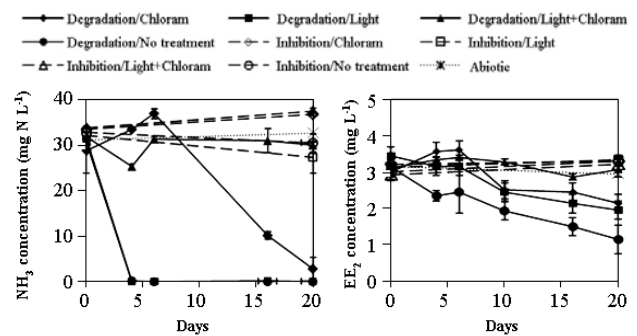 Degradation/Chloram Degradation/Light Degradation/Light+Chloram
Degradation/No treatment Inhibition/Chloram Inhibition/Light
Inhibition/Light+Chloram Inhibition/No treatment Abiotic
NH3 concentration (mg N L-1)
40
30
20
10
0
0 5 10 15 20
Days
EE2 concentration (mg L-1)
5
4
3
2
1
0
0 5 10 15 20
Days